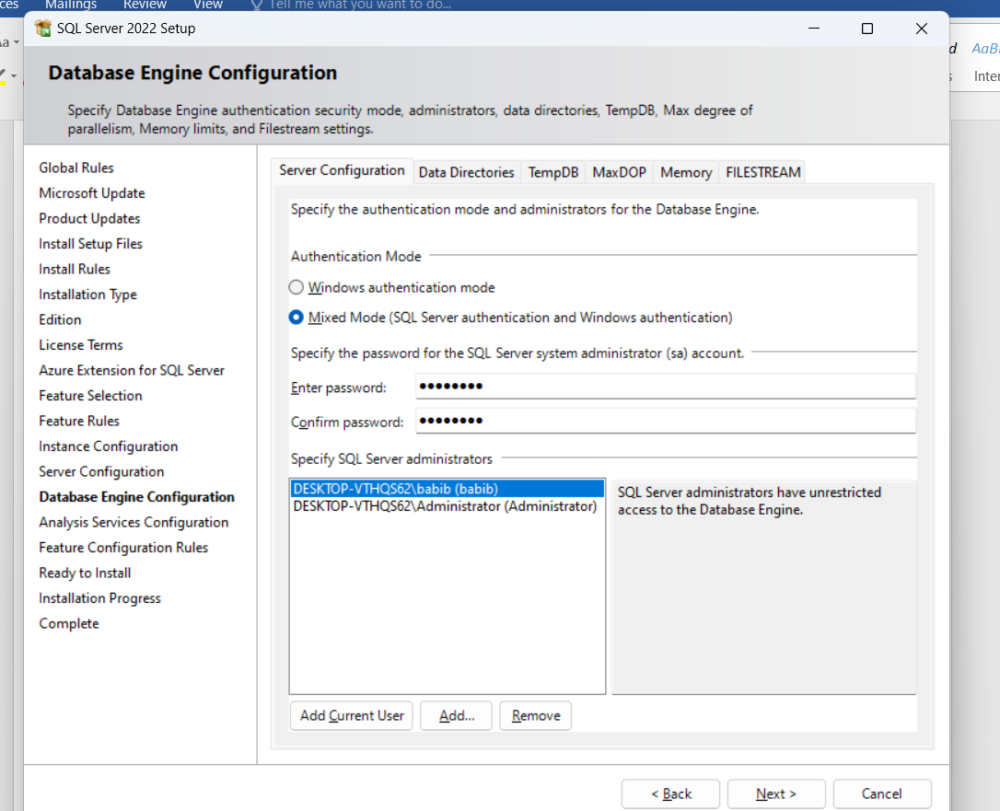 ces Mailings Review View Tell me what you want to do...
SQL Server 2022 Setup
Database Engine Configuration
Specify Database Engine authentication security mode, administrators, data directories, TempDB, Max degree of
parallelism, Memory limits, and Filestream settings.
Global Rules
Microsoft Update
Product Updates
Install Setup Files
Install Rules
Installation Type
Edition
License Terms
Azure Extension for SQL Server
Feature Selection
Feature Rules
Instance Configuration
Server Configuration
Database Engine Configuration
Analysis Services Configuration
Feature Configuration Rules
Ready to Install
Installation Progress
Complete
Server Configuration Data Directories TempDB MaxDOP Memory FILESTREAM
Specify the authentication mode and administrators for the Database Engine.
Authentication Mode
Windows authentication mode
Mixed Mode (SQL Server authentication and Windows authentication)
Specify the password for the SQL Server system administrator (sa) account.
Enter password: ●●●●●●●●
Confirm password: ●●●●●●●●
Specify SQL Server administrators
DESKTOP-VTHQS62\babib (babib)
DESKTOP-VTHQS62\Administrator (Administrator)
SQL Server administrators have unrestricted
access to the Database Engine.
Add Current User Add... Remove
< Back Next > Cancel
Aa
d AaB
s Inter